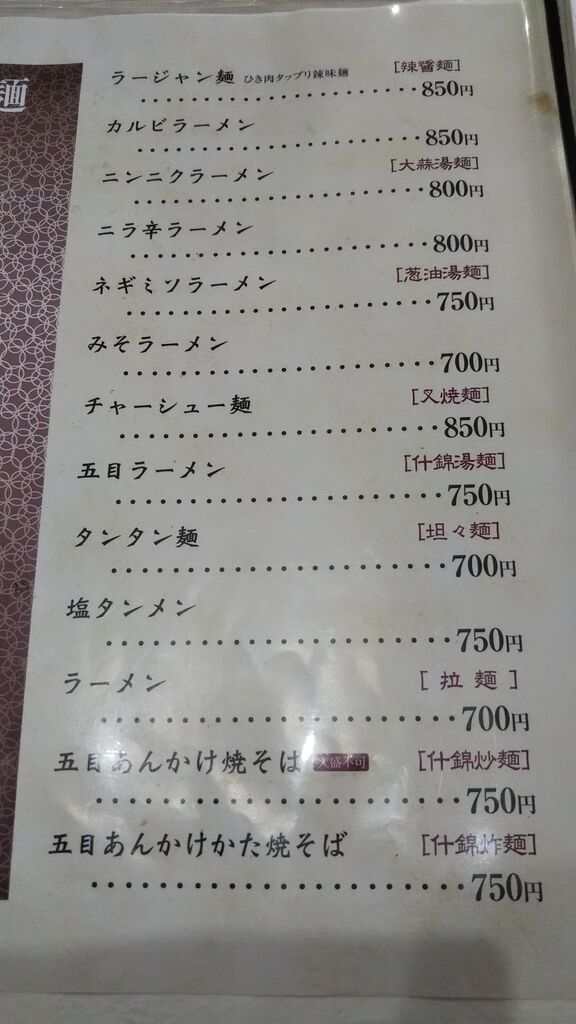 麺
ラージャン麺 ひき肉タップリ辣味麺 [辣醤麺]
850円
カルビラーメン
850円
ニンニクラーメン [大蒜湯麺]
800円
ニラ辛ラーメン
800円
ネギミソラーメン [葱油湯麺]
750円
みそラーメン
700円
チャーシュー麺 [叉焼麺]
850円
五目ラーメン [什錦湯麺]
750円
タンタン麺 [坦々麺]
700円
塩タンメン
750円
ラーメン [拉麺]
700円
五目あんかけ焼そば 大盛不可 [什錦炒麺]
750円
五目あんかけかた焼そば [什錦炸麺]
750円